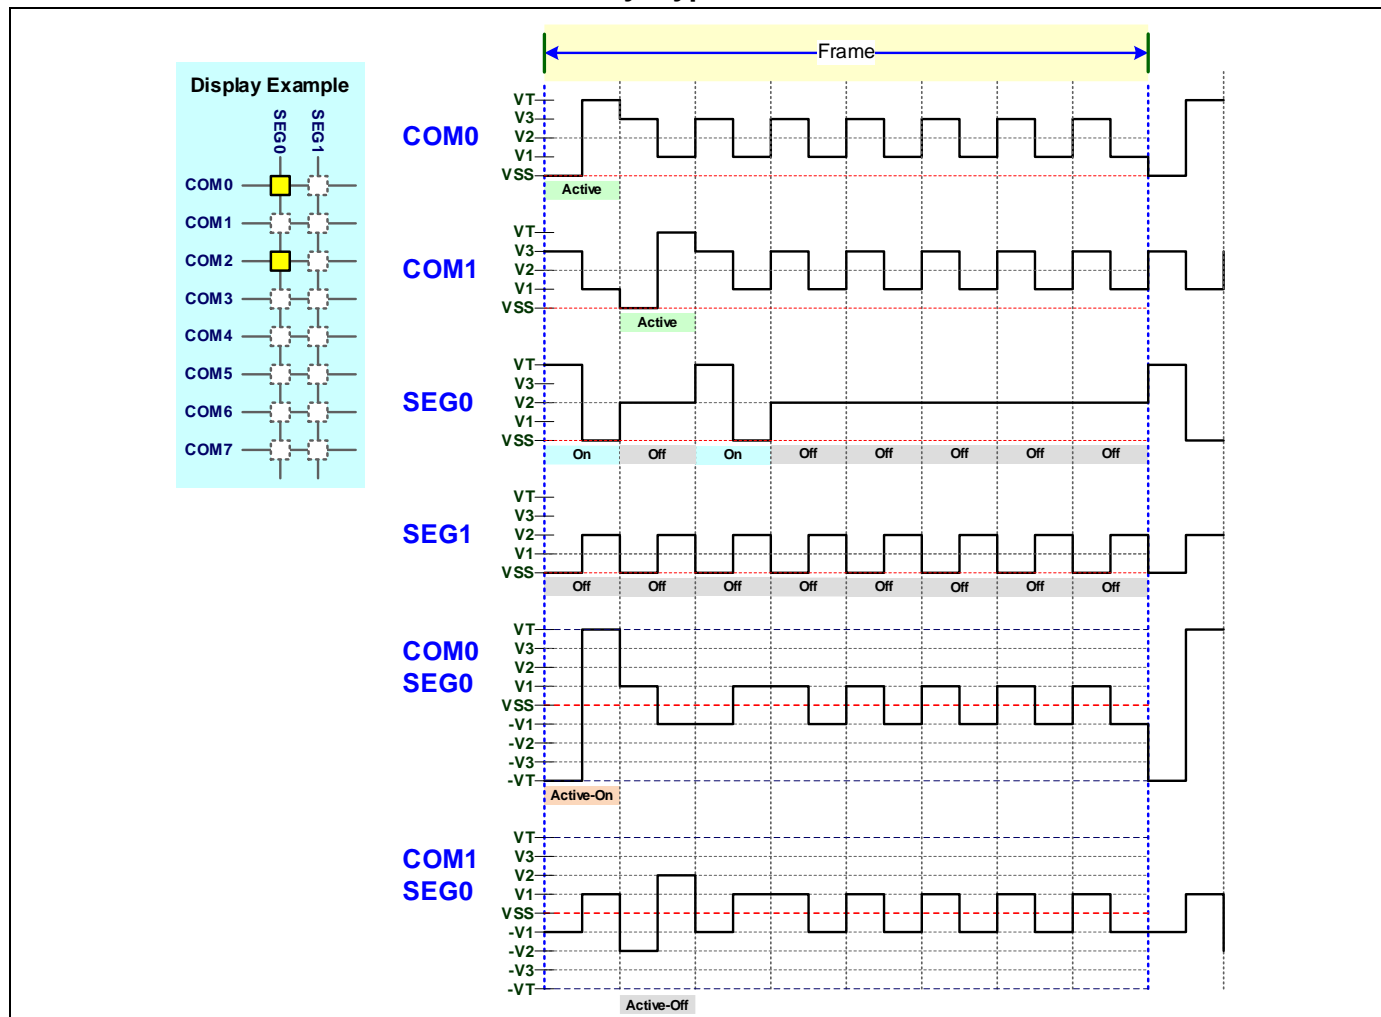 Display Example
SEG0
SEG1
COM0
COM1
COM2
COM3
COM4
COM5
COM6
COM7
Frame
COM0
VT
V3
V2
V1
VSS
Active
COM1
VT
V3
V2
V1
VSS
Active
SEG0
VT
V3
V2
V1
VSS
On Off On Off Off Off Off Off
SEG1
VT
V3
V2
V1
VSS
Off Off Off Off Off Off Off Off
COM0
SEG0
VT
V3
V2
V1
VSS
-V1
-V2
-V3
-VT
Active-On
COM1
SEG0
VT
V3
V2
V1
VSS
-V1
-V2
-V3
-VT
Active-Off